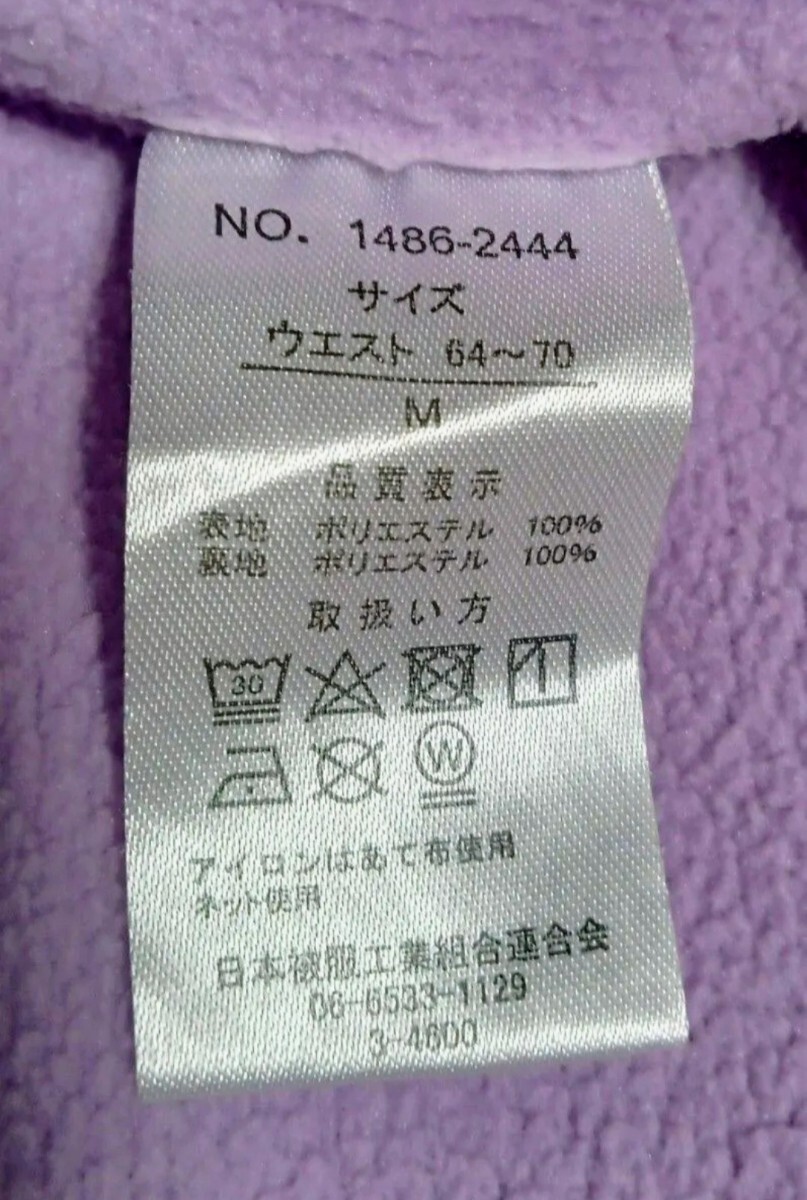 NO. 1486-2444
サイズ
ウエスト 64～70
M
品質表示
表地 ポリエステル 100%
裏地 ポリエステル 100%
取扱い方
30
W
アイロンはあて布使用
ネット使用
日本被服工業組合連合会
06-6533-1129
3-4600